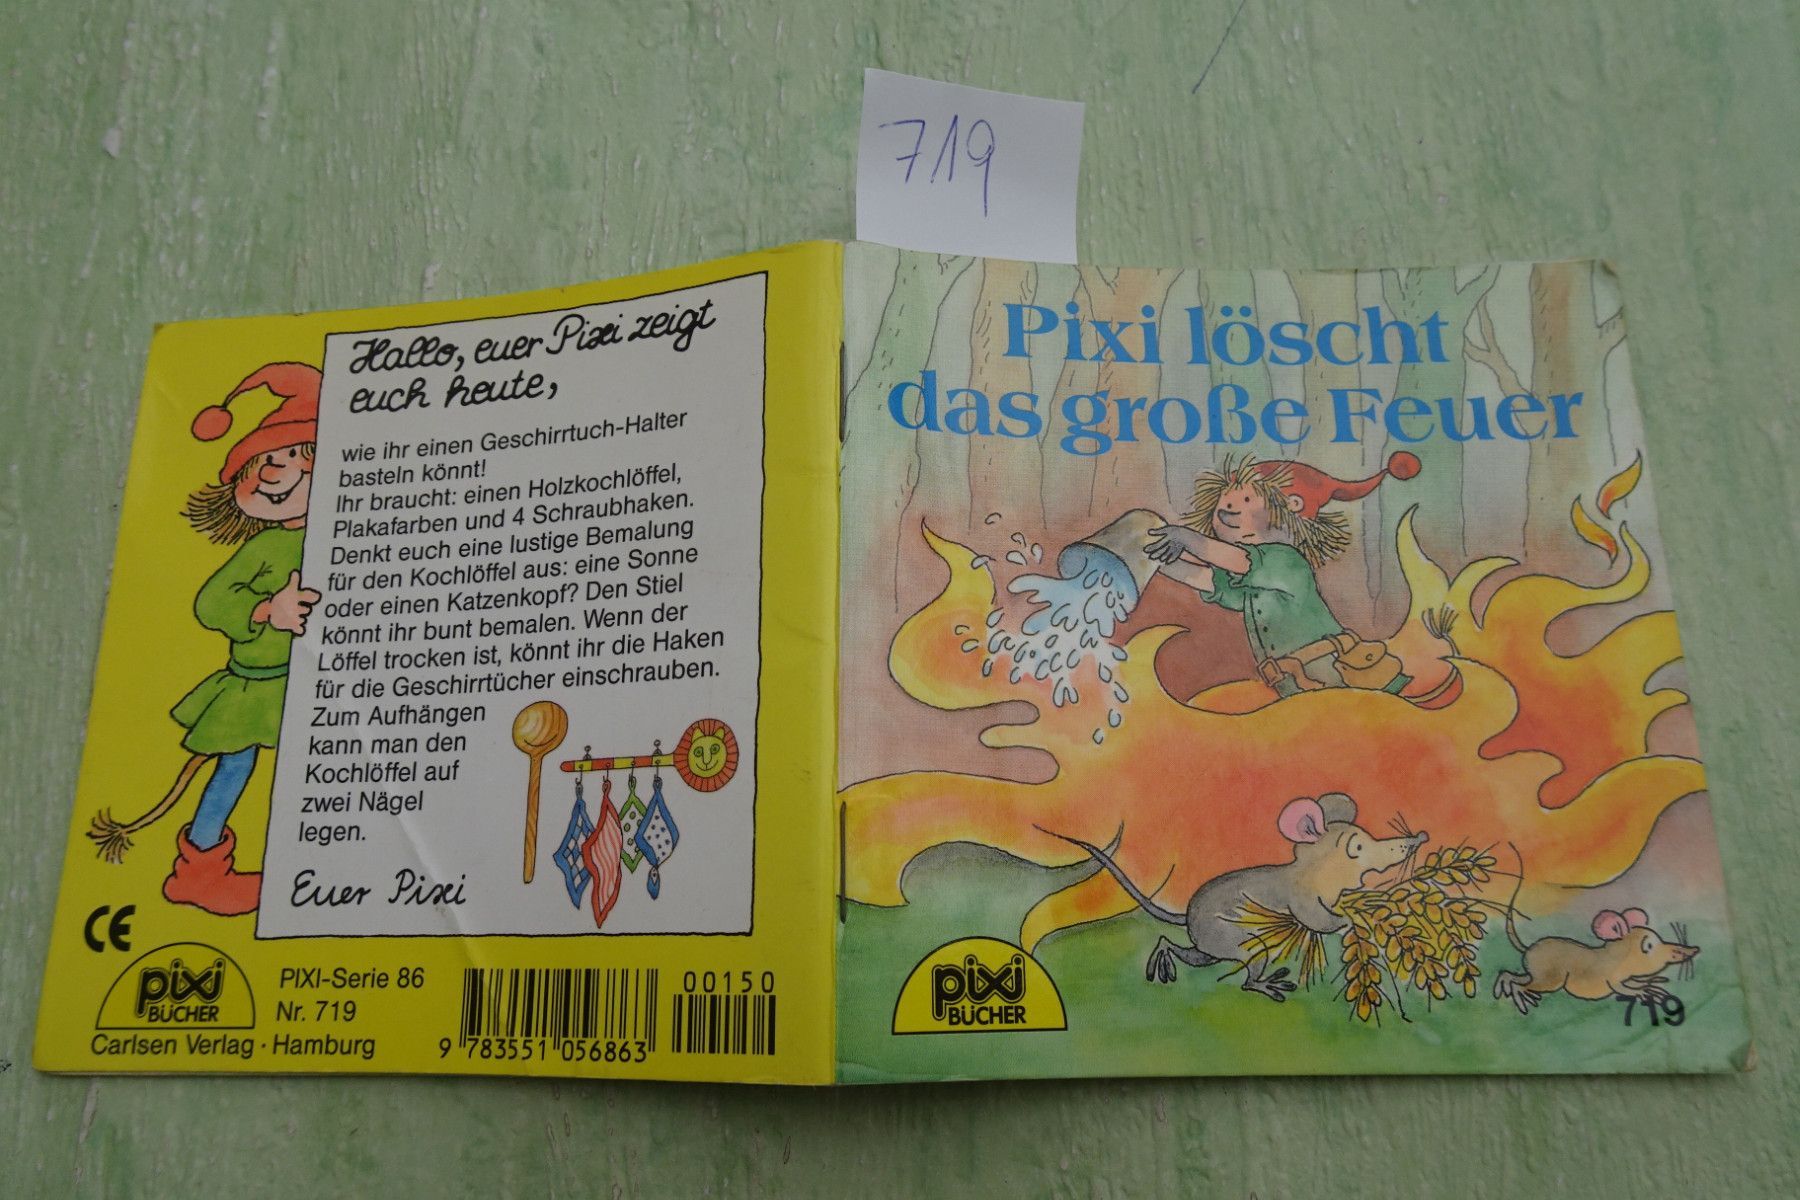 719
Hallo, euer Pixi zeigt
euch heute,
wie ihr einen Geschirrtuch-Halter
basteln könnt!
Ihr braucht: einen Holzkochlöffel,
Plakafarben und 4 Schraubhaken.
Denkt euch eine lustige Bemalung
für den Kochlöffel aus: eine Sonne
oder einen Katzenkopf? Den Stiel
könnt ihr bunt bemalen. Wenn der
Löffel trocken ist, könnt ihr die Haken
für die Geschirrtücher einschrauben.
Zum Aufhängen
kann man den
Kochlöffel auf
zwei Nägel
legen.
Euer Pixi
CE
pixi
BÜCHER
PIXI-Serie 86
Nr. 719
Carlsen Verlag · Hamburg
00150
9 783551 056863
Pixi löscht
das große Feuer
pixi
BÜCHER
719